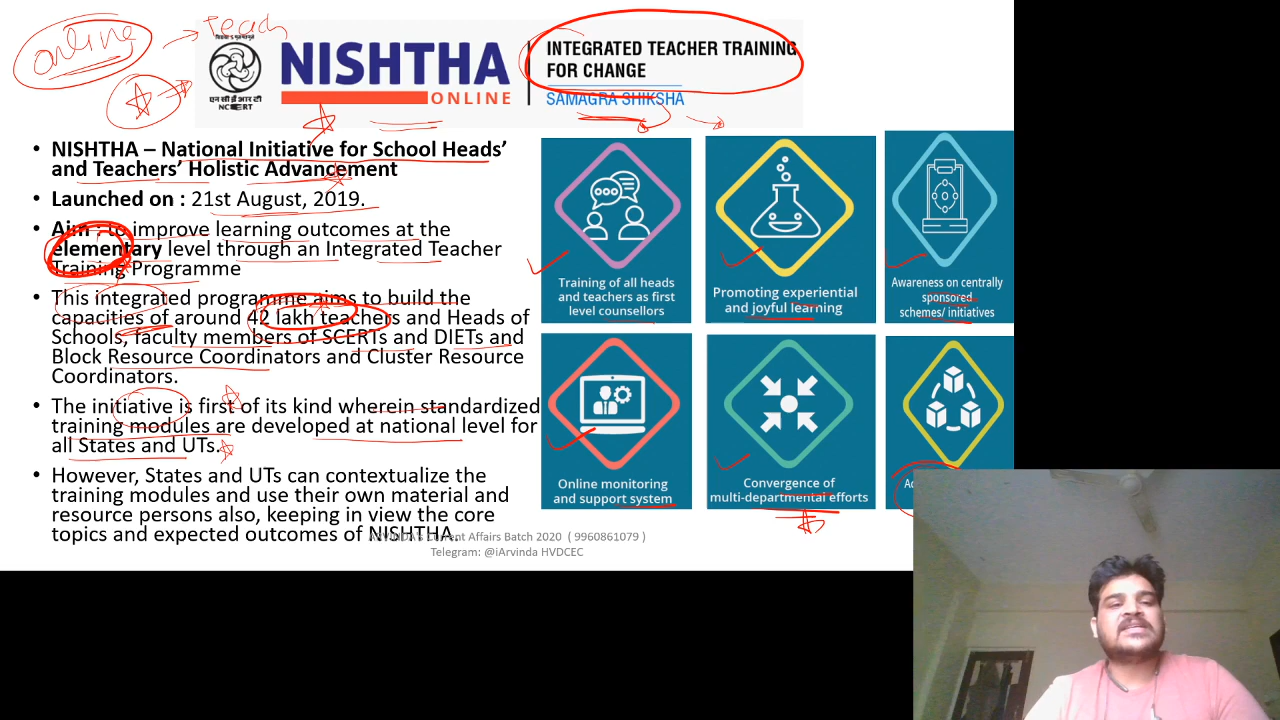 online
Teach
एन सी ई आर टी
NCERT
NISHTHA
ONLINE
INTEGRATED TEACHER TRAINING
FOR CHANGE
SAMAGRA SHIKSHA
• NISHTHA – National Initiative for School Heads’
and Teachers’ Holistic Advancement
• Launched on : 21st August, 2019.
• Aim : to improve learning outcomes at the
elementary level through an Integrated Teacher
Training Programme
• This integrated programme aims to build the
capacities of around 42 lakh teachers and Heads of
Schools, faculty members of SCERTs and DIETs and
Block Resource Coordinators and Cluster Resource
Coordinators.
• The initiative is first of its kind wherein standardized
training modules are developed at national level for
all States and UTs.
• However, States and UTs can contextualize the
training modules and use their own material and
resource persons also, keeping in view the core
topics and expected outcomes of NISHTHA.
Training of all heads
and teachers as first
level counsellors
Promoting experiential
and joyful learning
Awareness on centrally
sponsored
schemes/ initiatives
Online monitoring
and support system
Convergence of
multi-departmental efforts
Current Affairs Batch 2020 ( 9960861079 )
Telegram: @iArvinda HVDCEC